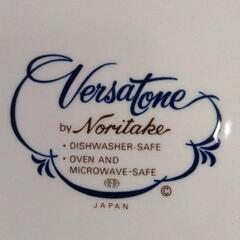 Versatone
by Noritake
• DISHWASHER-SAFE
• OVEN AND
MICROWAVE-SAFE
©
JAPAN